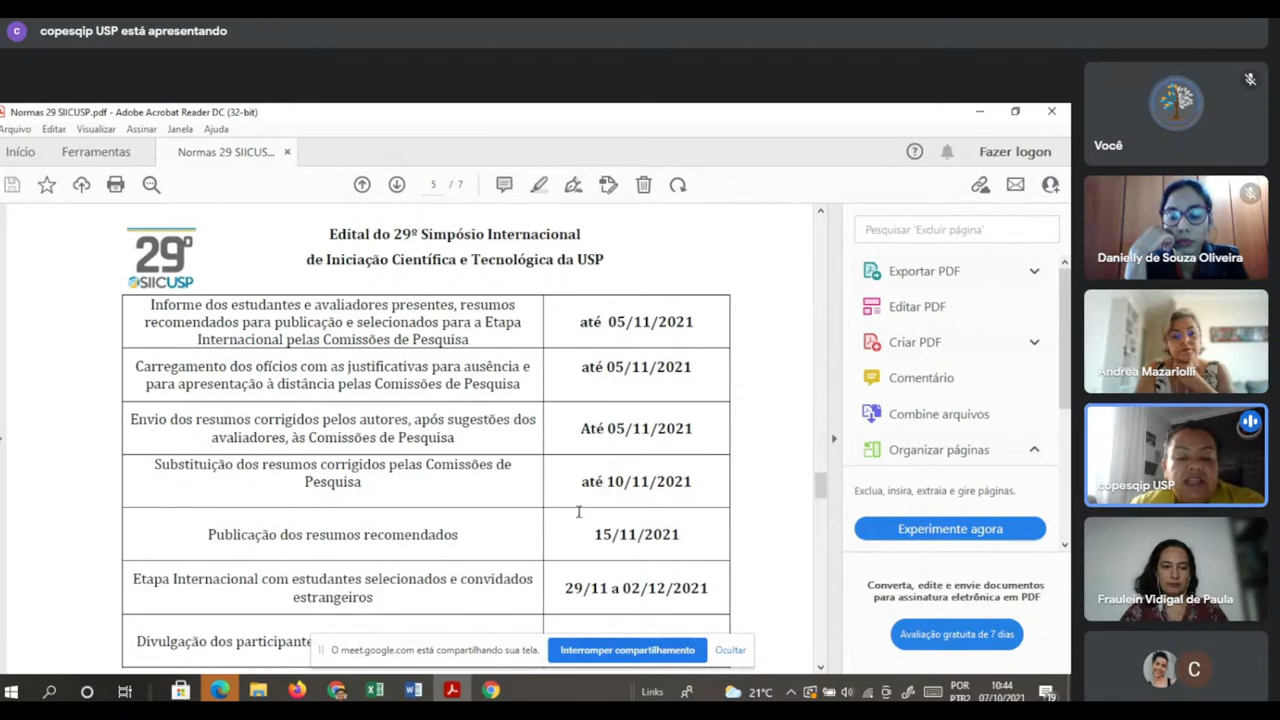 c copesqip USP está apresentando
Normas 29 SIICUSP.pdf - Adobe Acrobat Reader DC (32-bit)
Arquivo Editar Visualizar Assinar Janela Ajuda
Início Ferramentas Normas 29 SIICUS... × Fazer logon
5 / 7
29º
SIICUSP
Edital do 29º Simpósio Internacional
de Iniciação Científica e Tecnológica da USP
Informe dos estudantes e avaliadores presentes, resumos
recomendados para publicação e selecionados para a Etapa
Internacional pelas Comissões de Pesquisa
até 05/11/2021
Carregamento dos ofícios com as justificativas para ausência e
para apresentação à distância pelas Comissões de Pesquisa
até 05/11/2021
Envio dos resumos corrigidos pelos autores, após sugestões dos
avaliadores, às Comissões de Pesquisa
Até 05/11/2021
Substituição dos resumos corrigidos pelas Comissões de
Pesquisa
até 10/11/2021
Publicação dos resumos recomendados
15/11/2021
Etapa Internacional com estudantes selecionados e convidados
estrangeiros
29/11 a 02/12/2021
Divulgação dos participante
O meet.google.com está compartilhando sua tela.
Interromper compartilhamento
Ocultar
Pesquisar 'Excluir página'
Exportar PDF
Editar PDF
Criar PDF
Comentário
Combine arquivos
Organizar páginas
Exclua, insira, extraia e gire páginas.
Experimente agora
Converta, edite e envie documentos
para assinatura eletrônica em PDF
Avaliação gratuita de 7 dias
Você
Danielly de Souza Oliveira
Andrea Mazariolli
copesqip USP
Fraulein Vidigal de Paula
C
Links
21°C
POR
PTB2
10:44
07/10/2021
19